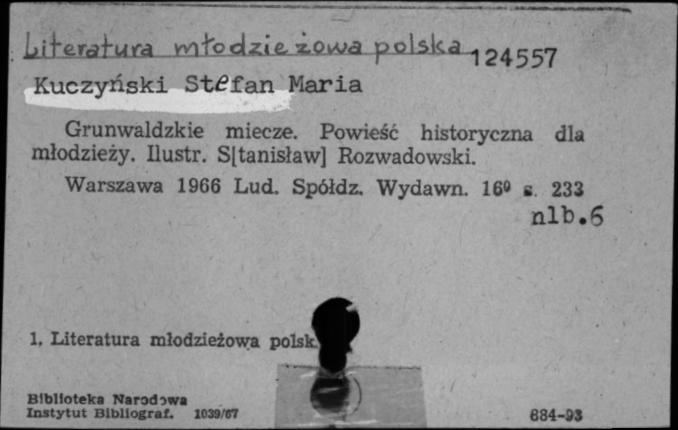 Literatura młodzieżowa polska 124557
Kuczyński Stefan Maria
Grunwaldzkie miecze. Powieść historyczna dla
młodzieży. Ilustr. S[tanisław] Rozwadowski.
Warszawa 1966 Lud. Spółdz. Wydawn. 16⁰ s. 233
nlb.6
1. Literatura młodzieżowa polsk
Biblioteka Narodowa
Instytut Bibliograf. 1039/67 684-93